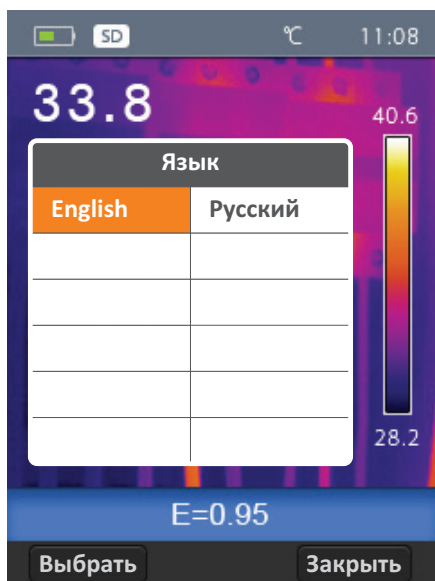 SD °C 11:08
33.8
40.6
Язык
English Русский
28.2
E=0.95
Выбрать Закрыть